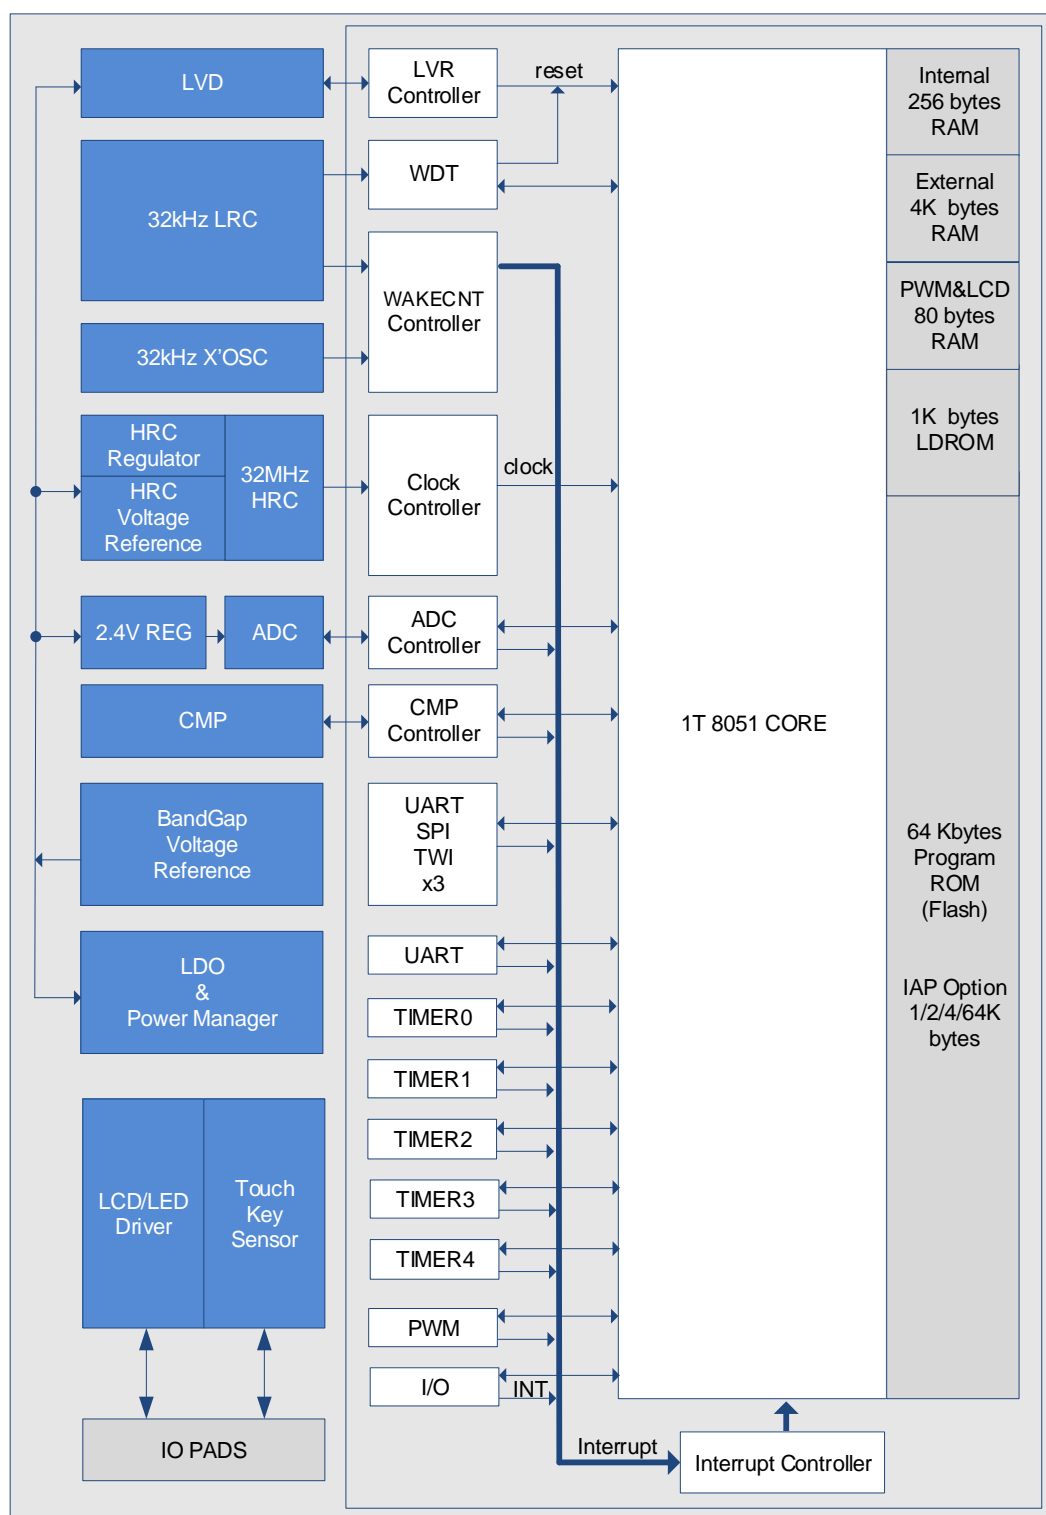 LVD
LVR
Controller
reset
Internal
256 bytes
RAM
32kHz LRC
WDT
External
4K bytes
RAM
WAKECNT
Controller
PWM&LCD
80 bytes
RAM
32kHz X'OSC
HRC
Regulator
HRC
Voltage
Reference
32MHz
HRC
Clock
Controller
clock
1K bytes
LDROM
2.4V REG
ADC
ADC
Controller
CMP
CMP
Controller
1T 8051 CORE
BandGap
Voltage
Reference
UART
SPI
TWI
x3
64 Kbytes
Program
ROM
(Flash)
IAP Option
1/2/4/64K
bytes
LDO
&
Power Manager
UART
TIMER0
TIMER1
TIMER2
LCD/LED
Driver
Touch
Key
Sensor
TIMER3
TIMER4
PWM
I/O
INT
IO PADS
Interrupt
Interrupt Controller